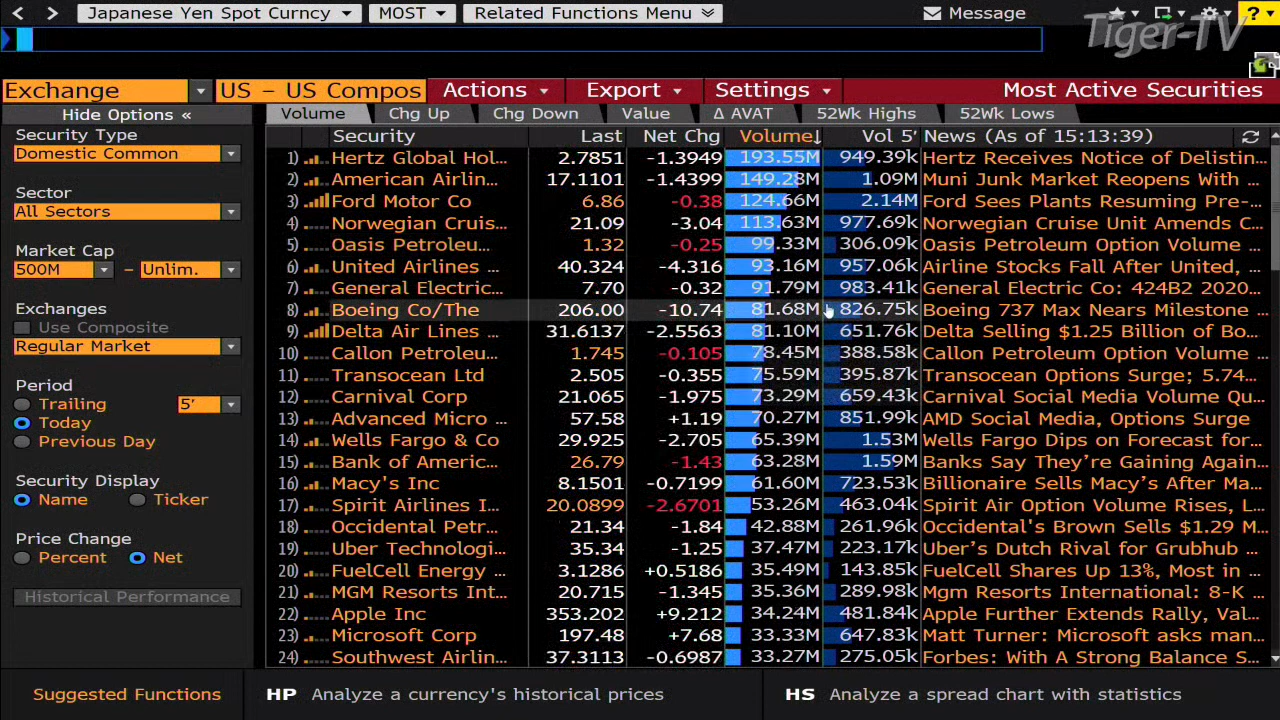 Japanese Yen Spot Curncy MOST Related Functions Menu Message ?
Tiger-TV
Exchange US - US Compos Actions Export Settings Most Active Securities
Hide Options « Volume Chg Up Chg Down Value Δ AVAT 52Wk Highs 52Wk Lows
Security Type
Domestic Common
Sector
All Sectors
Market Cap
500M - Unlim.
Exchanges
Use Composite
Regular Market
Period
Trailing 5'
Today
Previous Day
Security Display
Name Ticker
Price Change
Percent Net
Historical Performance
Security Last Net Chg Volume↓ Vol 5' News (As of 15:13:39)
1) Hertz Global Hol... 2.7851 -1.3949 193.55M 949.39k Hertz Receives Notice of Delistin...
2) American Airlin... 17.1101 -1.4399 149.28M 1.09M Muni Junk Market Reopens With ...
3) Ford Motor Co 6.86 -0.38 124.66M 2.14M Ford Sees Plants Resuming Pre-...
4) Norwegian Cruis... 21.09 -3.04 113.63M 977.69k Norwegian Cruise Unit Amends C...
5) Oasis Petroleu... 1.32 -0.25 99.33M 306.09k Oasis Petroleum Option Volume ...
6) United Airlines ... 40.324 -4.316 93.16M 957.06k Airline Stocks Fall After United, ...
7) General Electric... 7.70 -0.32 91.79M 983.41k General Electric Co: 424B2 2020...
8) Boeing Co/The 206.00 -10.74 81.68M 826.75k Boeing 737 Max Nears Milestone ...
9) Delta Air Lines ... 31.6137 -2.5563 81.10M 651.76k Delta Selling $1.25 Billion of Bo...
10) Callon Petroleu... 1.745 -0.105 78.45M 388.58k Callon Petroleum Option Volume ...
11) Transocean Ltd 2.505 -0.355 75.59M 395.87k Transocean Options Surge; 5.74...
12) Carnival Corp 21.065 -1.975 73.29M 659.43k Carnival Social Media Volume Qu...
13) Advanced Micro ... 57.58 +1.19 70.27M 851.99k AMD Social Media, Options Surge
14) Wells Fargo & Co 29.925 -2.705 65.39M 1.53M Wells Fargo Dips on Forecast for...
15) Bank of Americ... 26.79 -1.43 63.28M 1.59M Banks Say They're Gaining Again...
16) Macy's Inc 8.1501 -0.7199 61.60M 723.53k Billionaire Sells Macy's After Ma...
17) Spirit Airlines I... 20.0899 -2.6701 53.26M 463.04k Spirit Air Option Volume Rises, L...
18) Occidental Petr... 21.34 -1.84 42.88M 261.96k Occidental's Brown Sells $1.29 M...
19) Uber Technologi... 35.34 -1.25 37.47M 223.17k Uber's Dutch Rival for Grubhub ...
20) FuelCell Energy ... 3.1286 +0.5186 35.49M 143.85k FuelCell Shares Up 13%, Most in ...
21) MGM Resorts Int... 20.715 -1.345 35.36M 289.98k Mgm Resorts International: 8-K ...
22) Apple Inc 353.202 +9.212 34.24M 481.84k Apple Further Extends Rally, Val...
23) Microsoft Corp 197.48 +7.68 33.33M 647.83k Matt Turner: Microsoft asks man...
24) Southwest Airlin... 37.3113 -0.6987 33.27M 275.05k Forbes: With A Strong Balance S...
Suggested Functions HP Analyze a currency's historical prices HS Analyze a spread chart with statistics